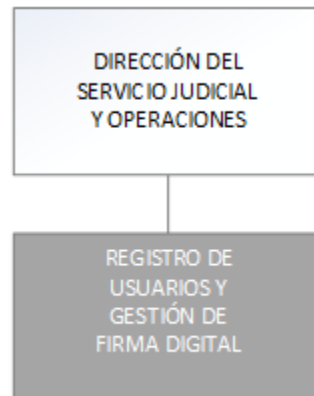 DIRECCIÓN DEL
SERVICIO JUDICIAL
Y OPERACIONES
REGISTRO DE
USUARIOS Y
GESTIÓN DE
FIRMA DIGITAL